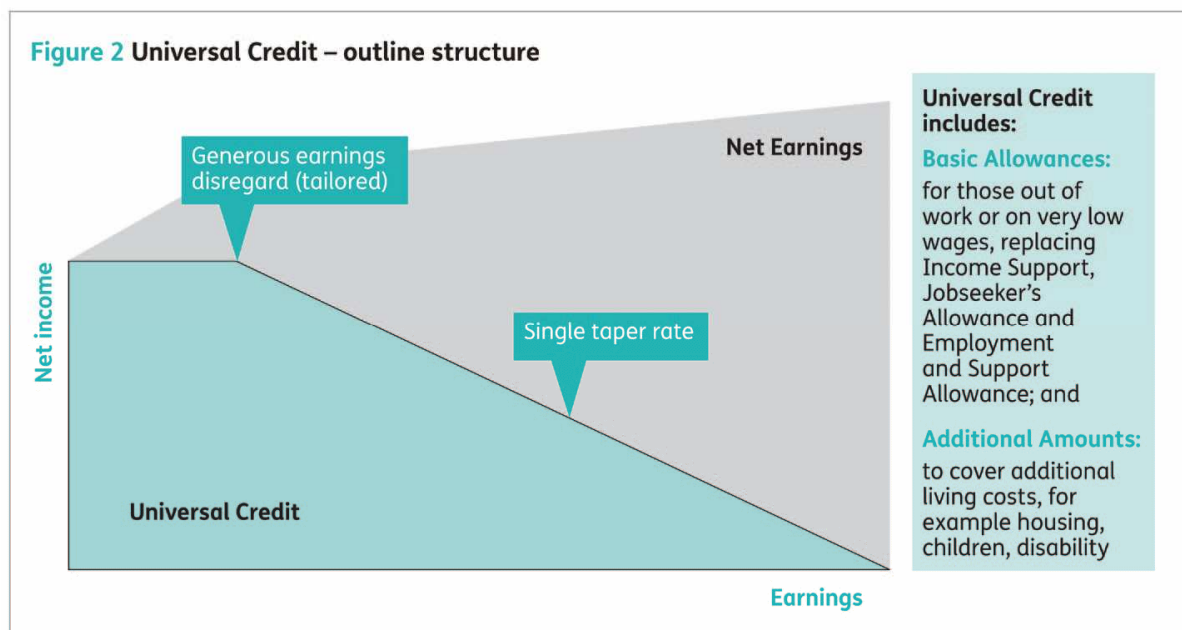 Figure 2 Universal Credit – outline structure
Generous earnings
disregard (tailored)
Net Earnings
Single taper rate
Universal Credit
Net income
Earnings
Universal Credit
includes:
Basic Allowances:
for those out of
work or on very low
wages, replacing
Income Support,
Jobseeker's
Allowance and
Employment
and Support
Allowance; and
Additional Amounts:
to cover additional
living costs, for
example housing,
children, disability